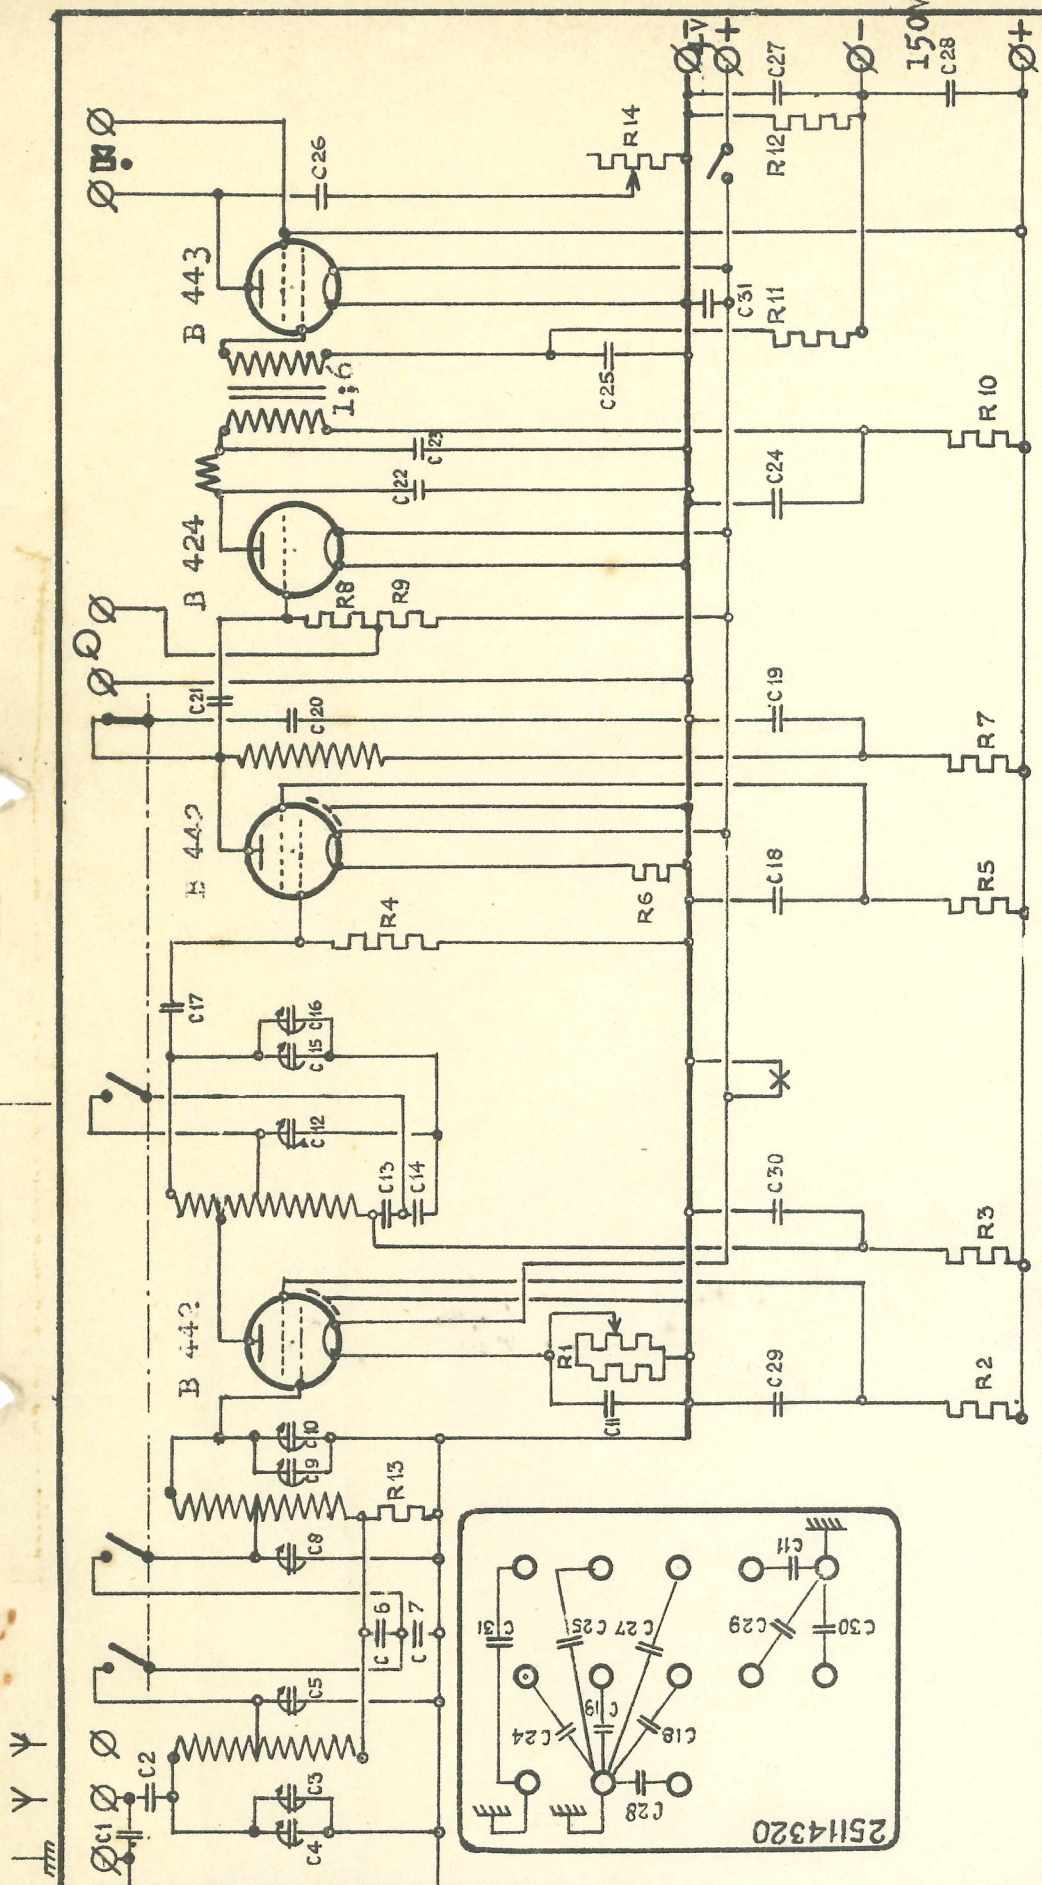 C1
C2
C3
C4
C5
C6
C7
C8
C9
C10
R13
B 442
R1
C11
C29
R2
C30
R3
C13
C14
C12
C15
C16
C17
R4
B 442
R6
C18
R5
C20
C21
C19
R7
R8
R9
B 424
C22
C23
C24
R10
1:6
C25
R11
C31
B 443
C26
R14
R12
C27
C28
-
4V
+
-
150V
+
C31
C25
C27
C24
C19
C18
C28
C11
C29
C30
25114320